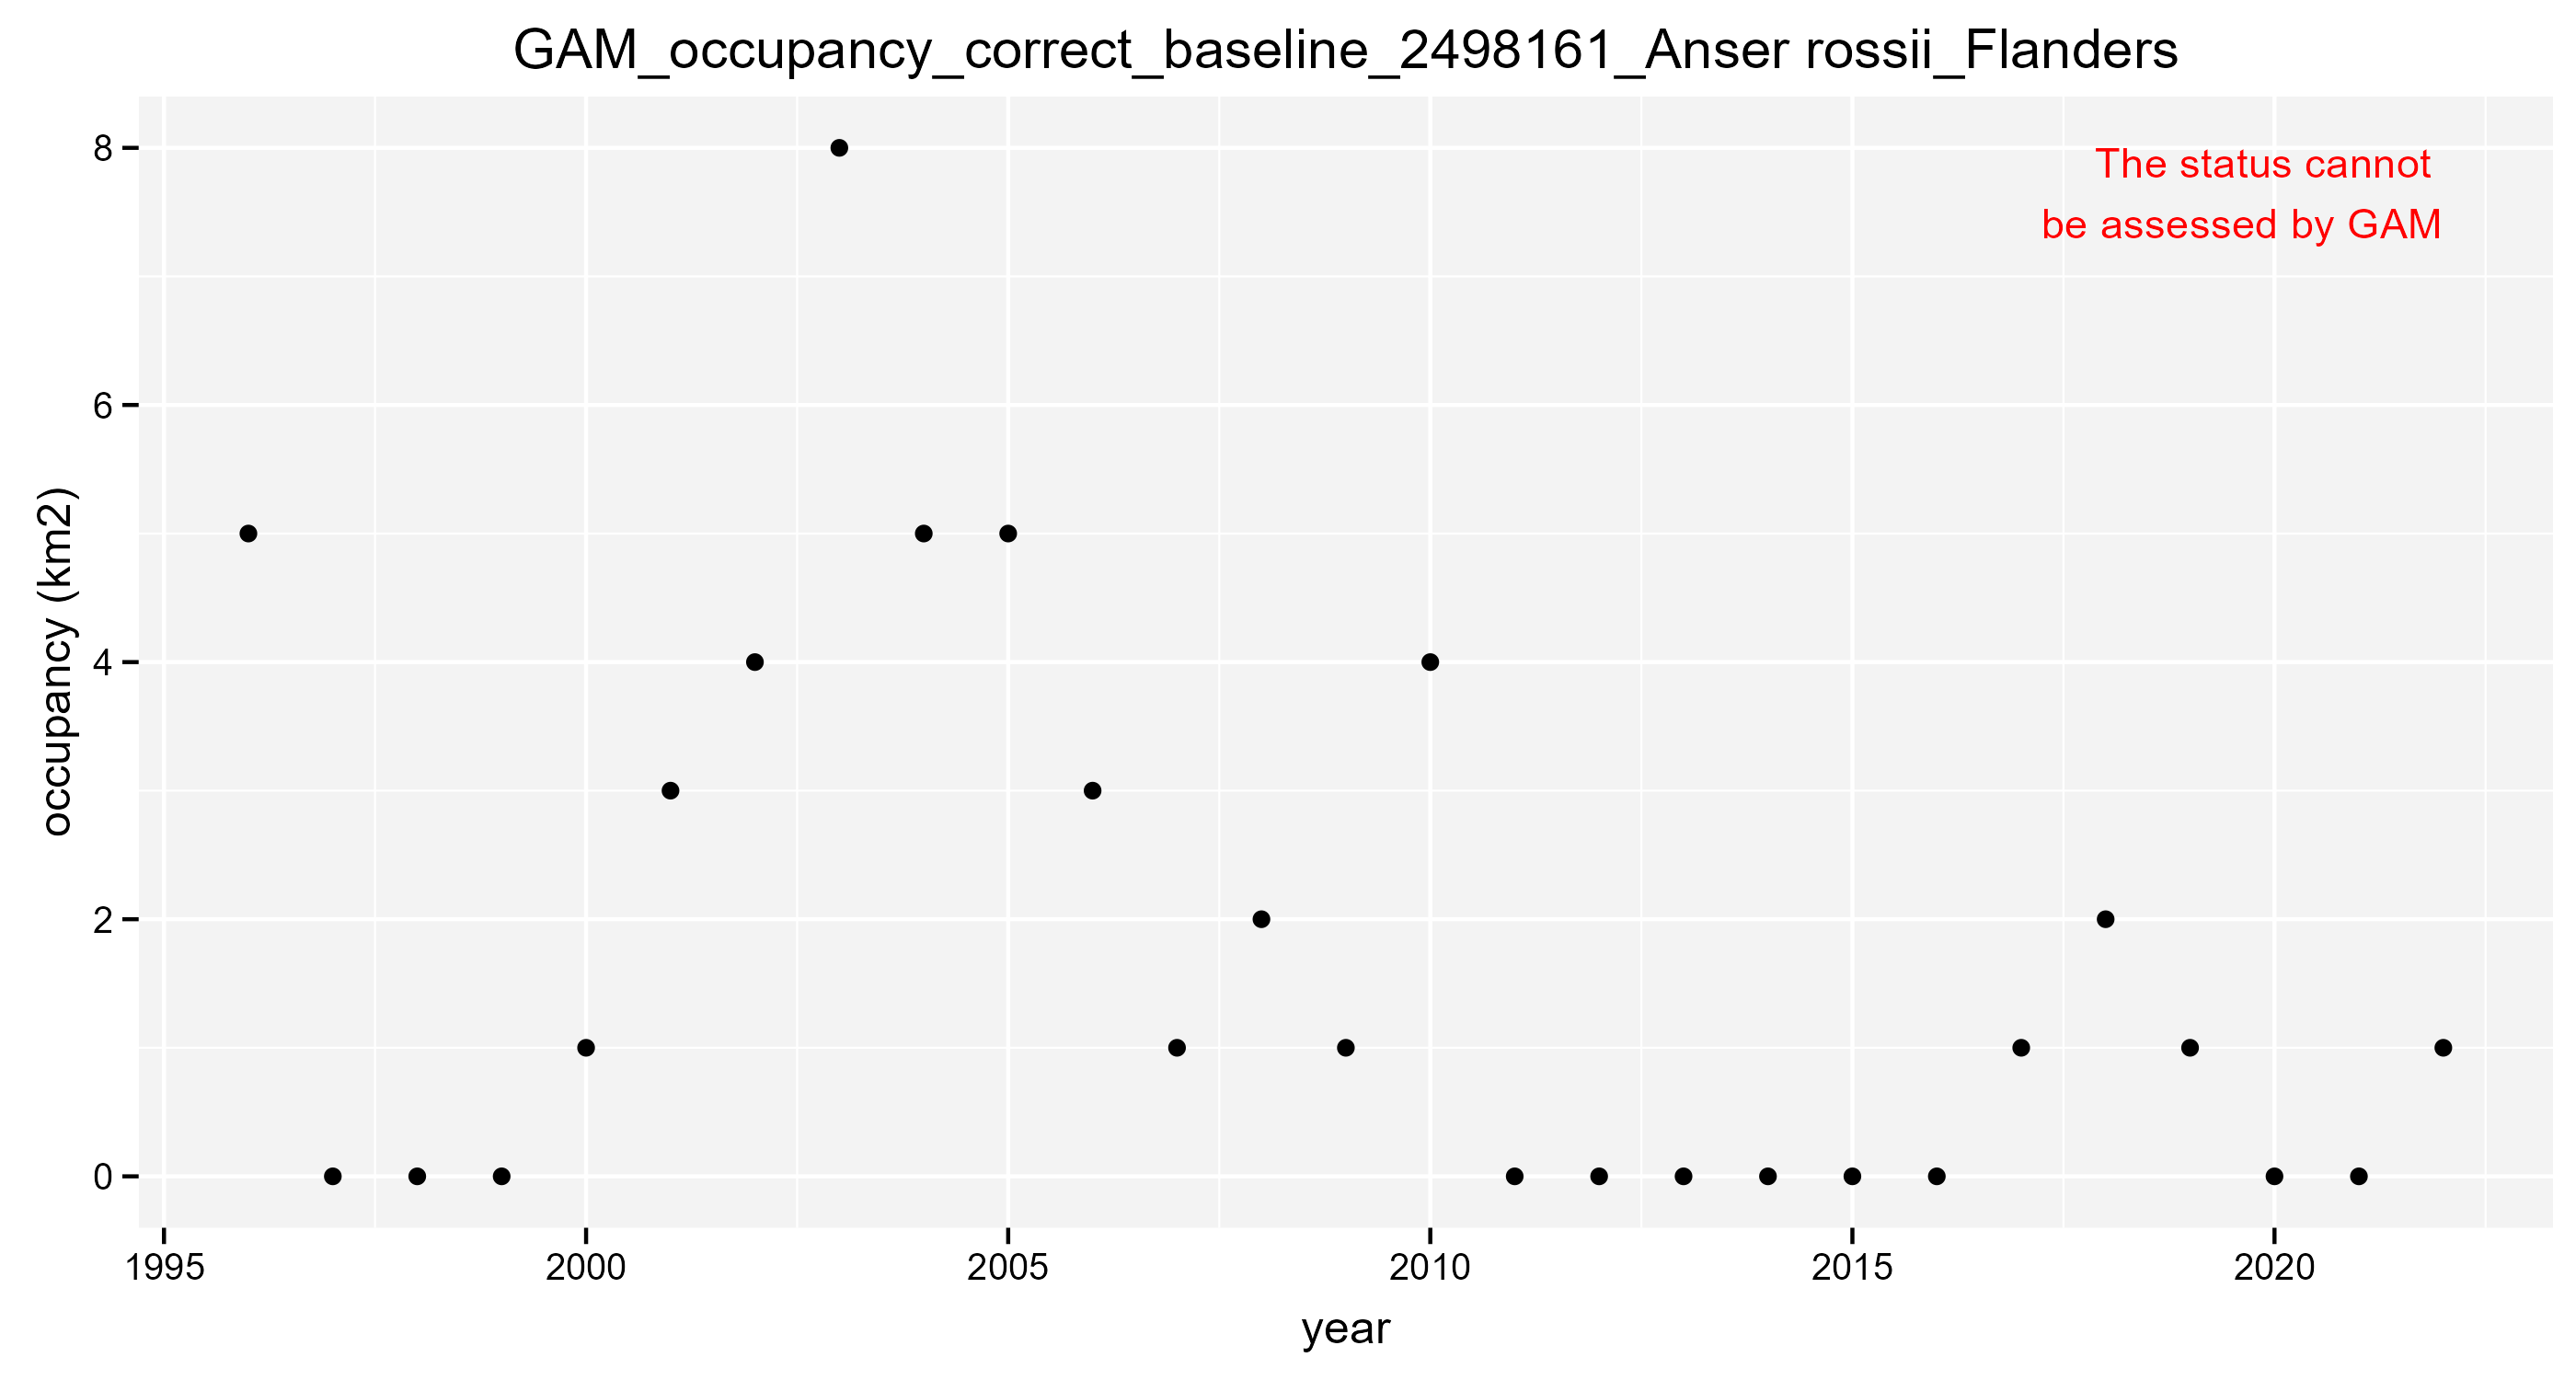 GAM_occupancy_correct_baseline_2498161_Anser rossii_Flanders
The status cannot
be assessed by GAM
occupancy (km2)
8
6
4
2
0
1995 2000 2005 2010 2015 2020
year